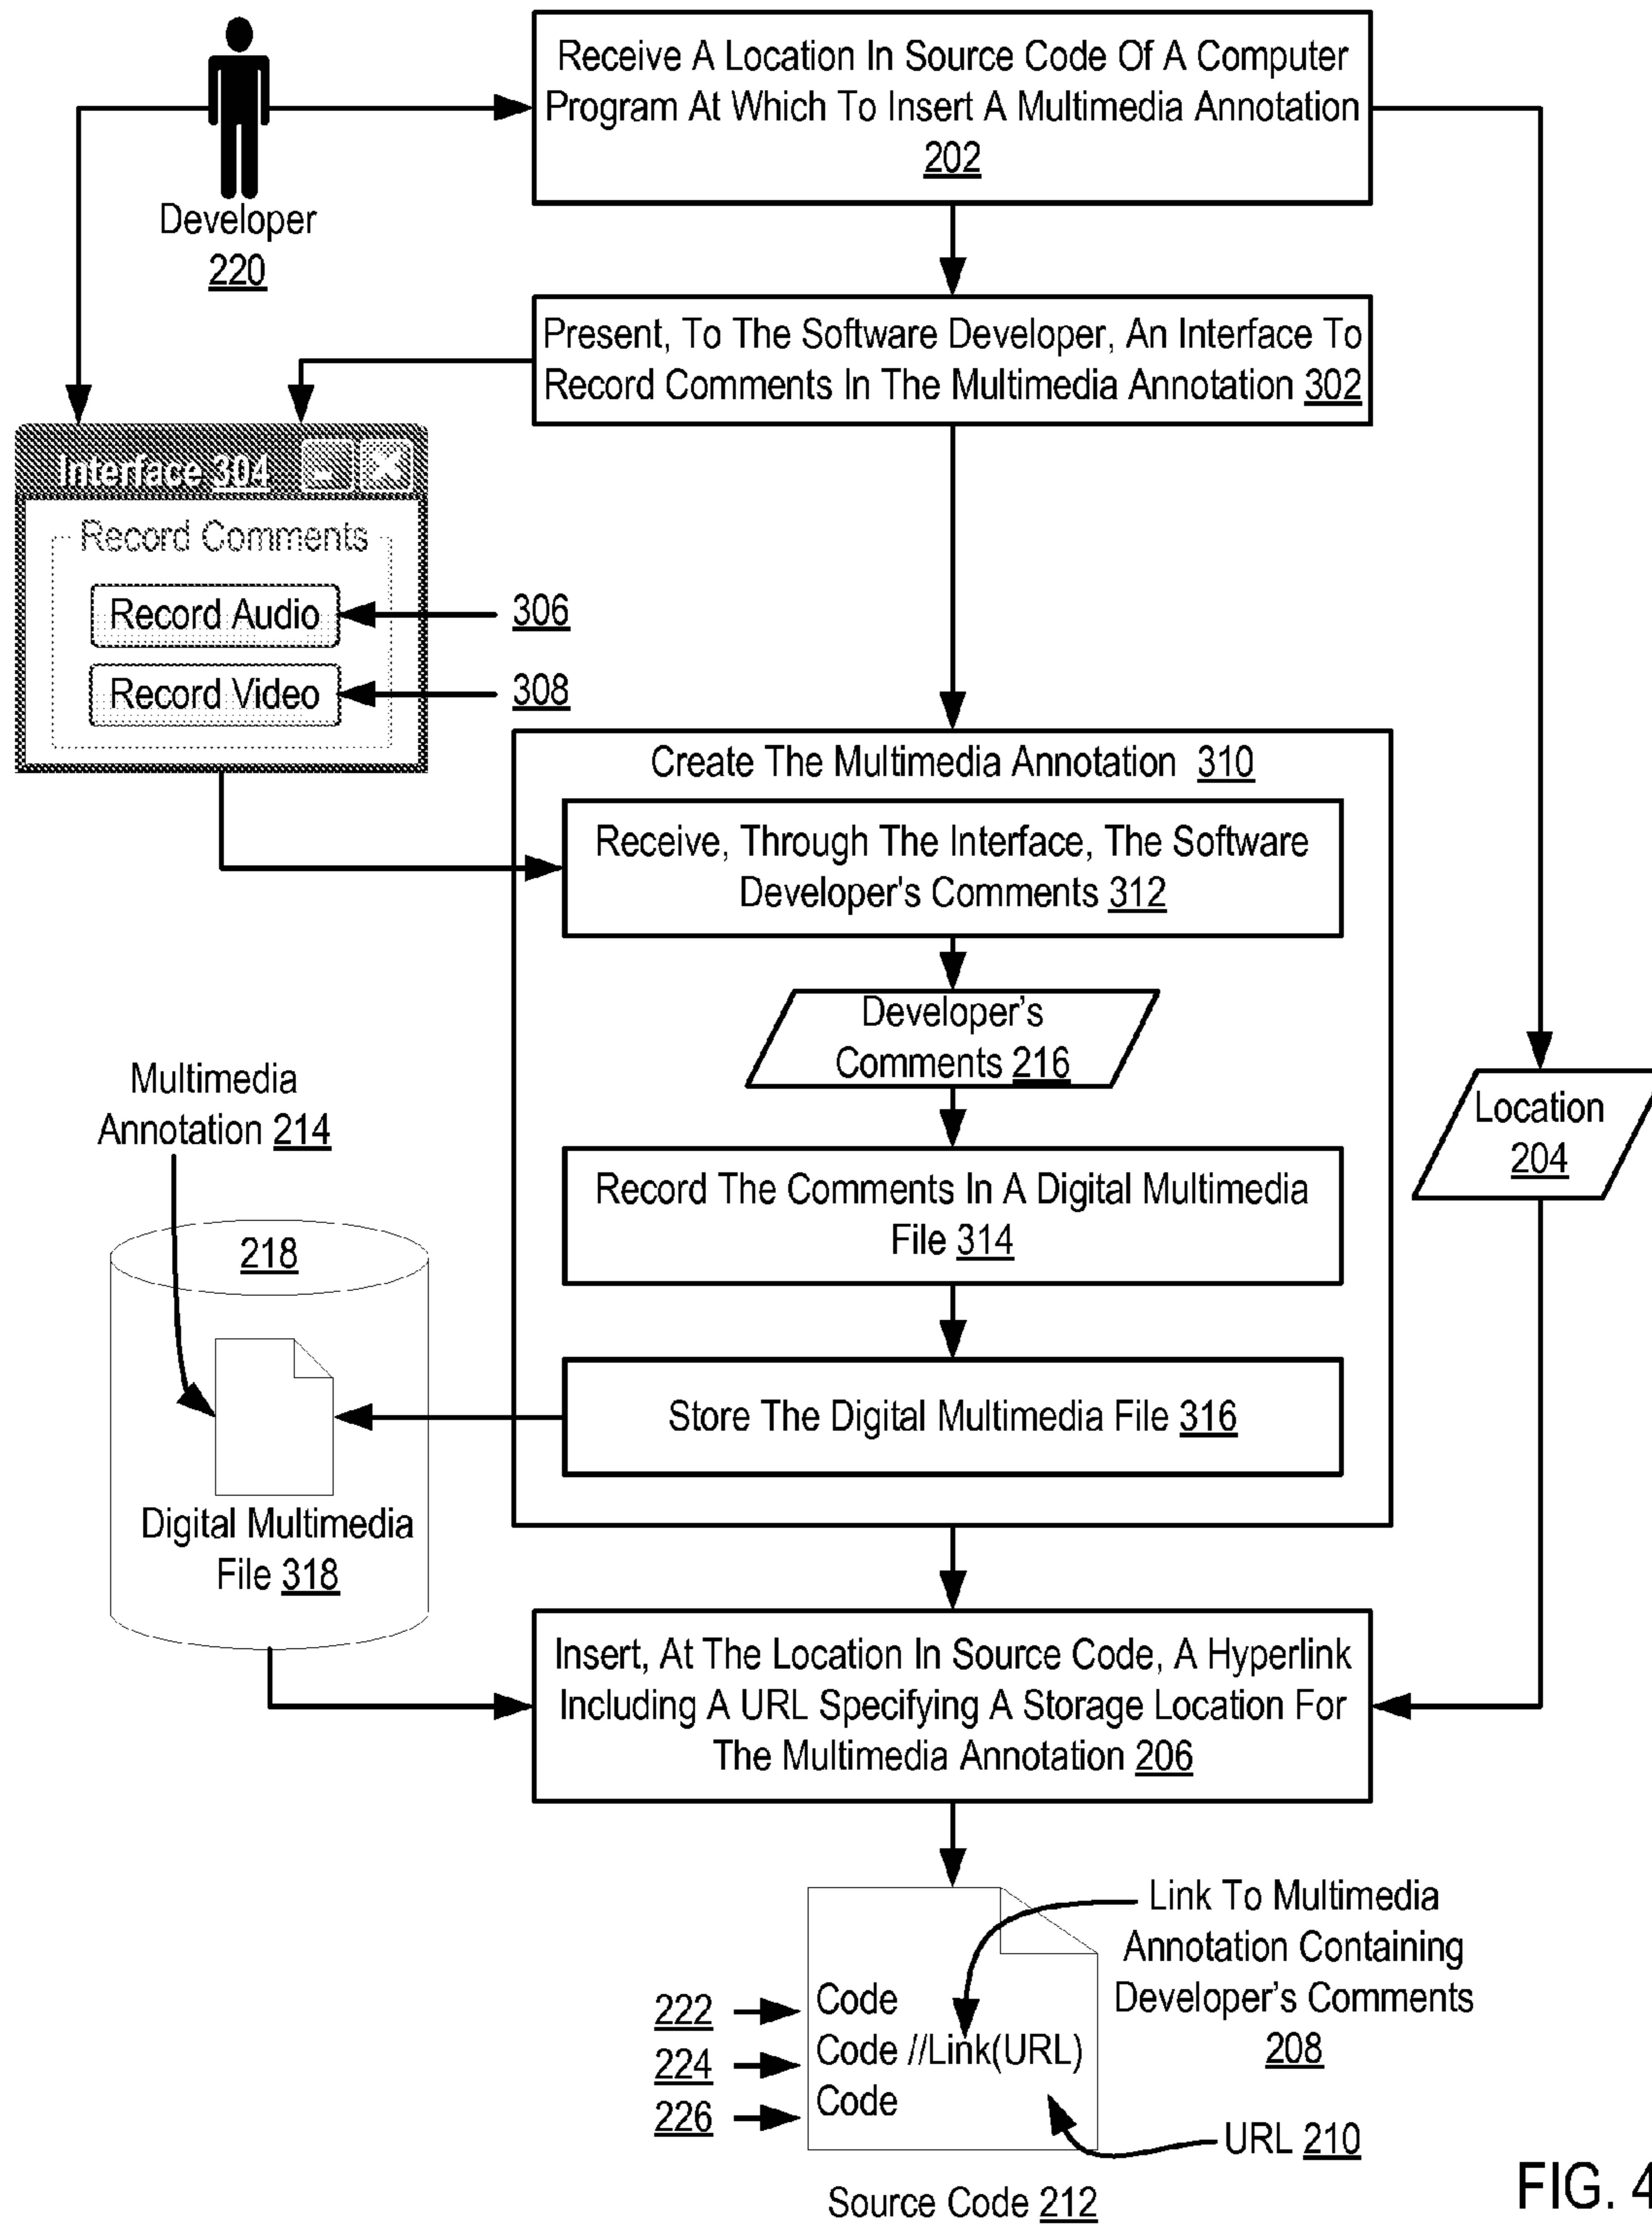 Receive A Location In Source Code Of A Computer
Program At Which To Insert A Multimedia Annotation
202
Developer
220
Present, To The Software Developer, An Interface To
Record Comments In The Multimedia Annotation 302
Interface 304
Record Comments
Record Audio
306
Record Video
308
Create The Multimedia Annotation 310
Receive, Through The Interface, The Software
Developer's Comments 312
Developer's
Comments 216
Multimedia
Annotation 214
Location
204
Record The Comments In A Digital Multimedia
File 314
218
Store The Digital Multimedia File 316
Digital Multimedia
File 318
Insert, At The Location In Source Code, A Hyperlink
Including A URL Specifying A Storage Location For
The Multimedia Annotation 206
Link To Multimedia
Annotation Containing
Developer's Comments
208
222
Code
224
Code //Link(URL)
226
Code
URL 210
Source Code 212
FIG. 4